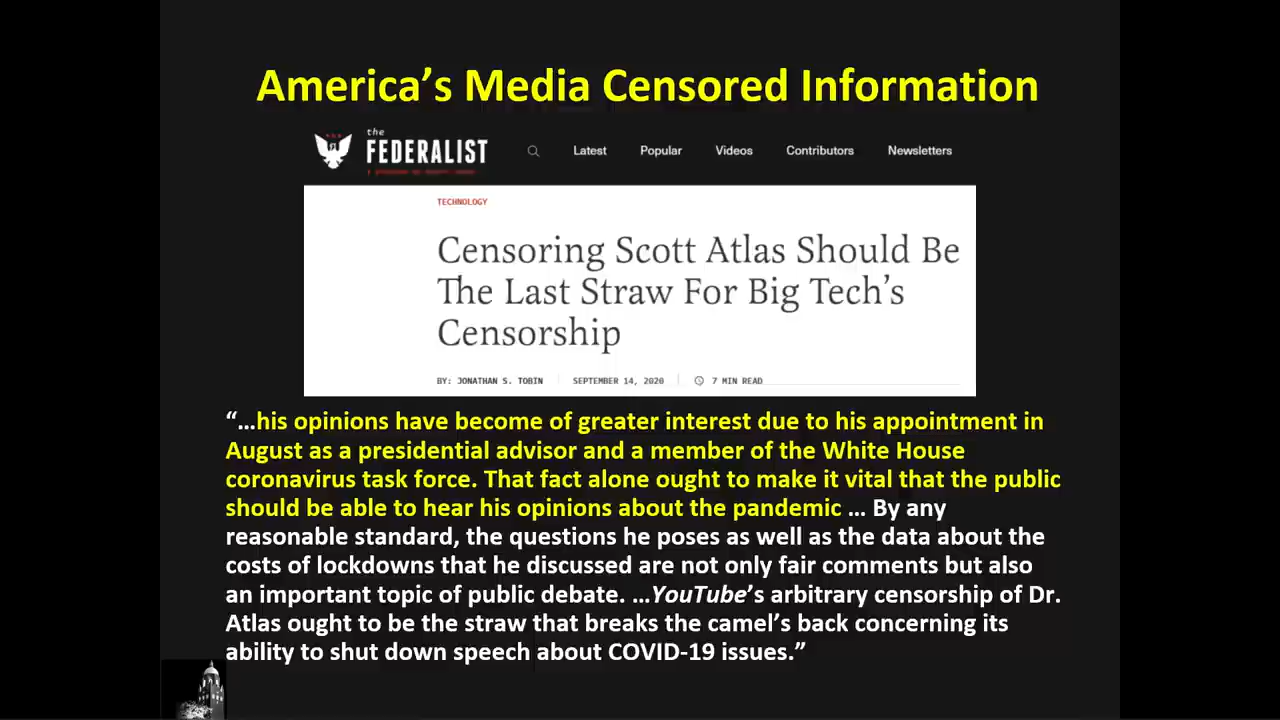 America’s Media Censored Information
the
FEDERALIST
Latest Popular Videos Contributors Newsletters
TECHNOLOGY
Censoring Scott Atlas Should Be
The Last Straw For Big Tech’s
Censorship
BY: JONATHAN S. TOBIN SEPTEMBER 14, 2020 7 MIN READ
“…his opinions have become of greater interest due to his appointment in
August as a presidential advisor and a member of the White House
coronavirus task force. That fact alone ought to make it vital that the public
should be able to hear his opinions about the pandemic … By any
reasonable standard, the questions he poses as well as the data about the
costs of lockdowns that he discussed are not only fair comments but also
an important topic of public debate. …YouTube’s arbitrary censorship of Dr.
Atlas ought to be the straw that breaks the camel’s back concerning its
ability to shut down speech about COVID-19 issues.”